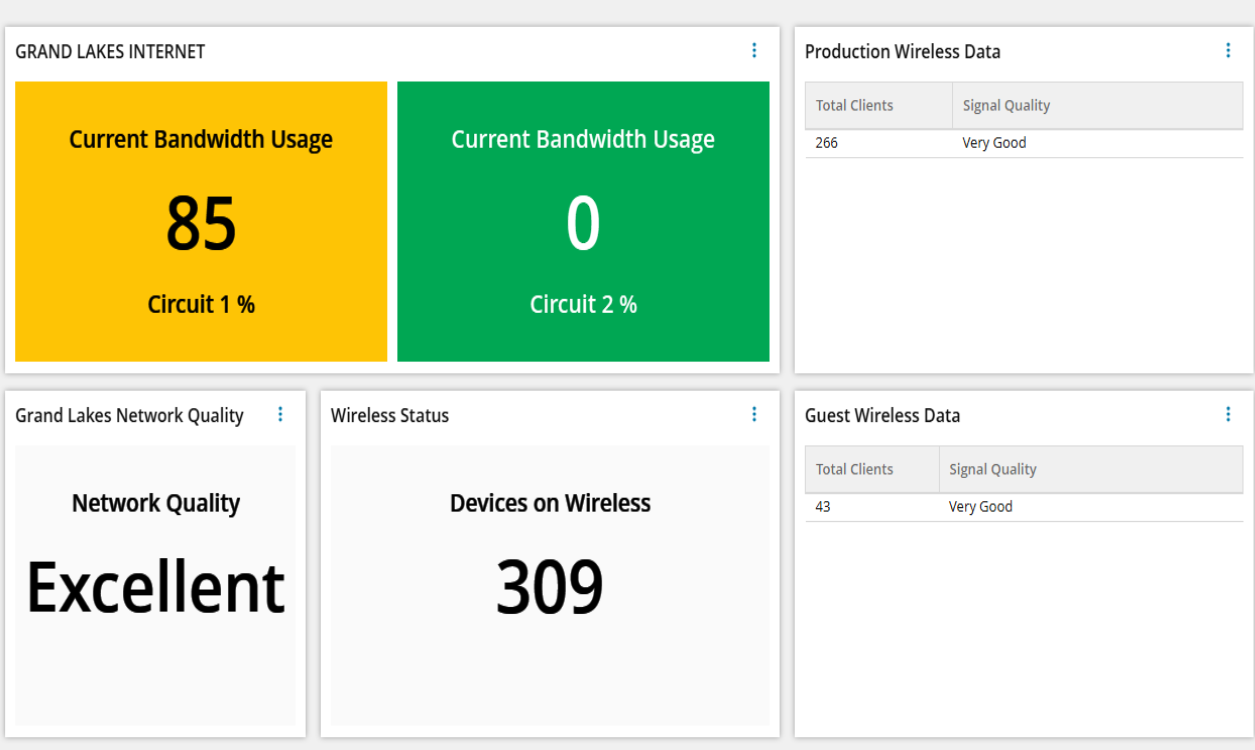 GRAND LAKES INTERNET
Current Bandwidth Usage
85
Circuit 1 %
Current Bandwidth Usage
0
Circuit 2 %
Production Wireless Data
Total Clients Signal Quality
266 Very Good
Grand Lakes Network Quality
Network Quality
Excellent
Wireless Status
Devices on Wireless
309
Guest Wireless Data
Total Clients Signal Quality
43 Very Good